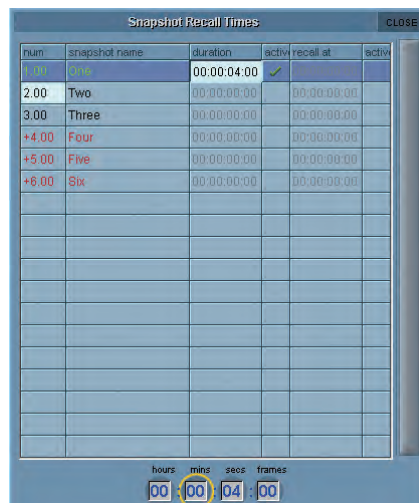 Snapshot Recall Times CLOSE
num snapshot name duration active recall at active
1.00 One 00:00:04:00 ✓
2.00 Two 00:00:00:00 00:00:00:00
3.00 Three 00:00:00:00 00:00:00:00
+4.00 Four 00:00:00:00 00:00:00:00
+5.00 Five 00:00:00:00 00:00:00:00
+6.00 Six 00:00:00:00 00:00:00:00
hours mins secs frames
00 : 00 : 04 : 00